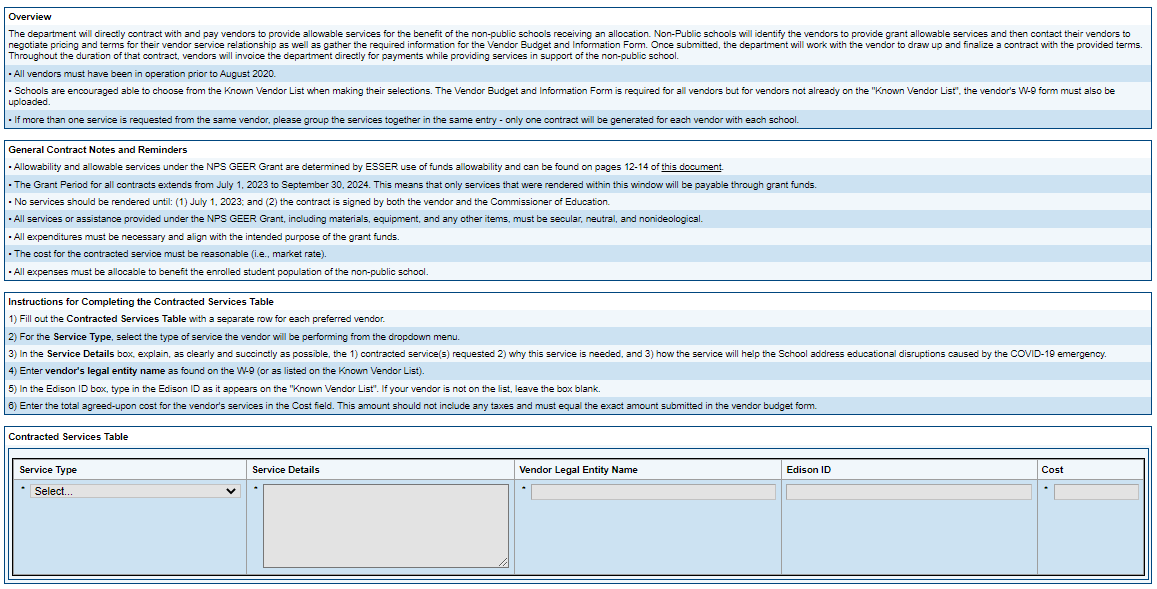 Overview
The department will directly contract with and pay vendors to provide allowable services for the benefit of the non-public schools receiving an allocation. Non-Public schools will identify the vendors to provide grant allowable services and then contact their vendors to
negotiate pricing and terms for their vendor service relationship as well as gather the required information for the Vendor Budget and Information Form. Once submitted, the department will work with the vendor to draw up and finalize a contract with the provided terms.
Throughout the duration of that contract, vendors will invoice the department directly for payments while providing services in support of the non-public school.
• All vendors must have been in operation prior to August 2020.
• Schools are encouraged able to choose from the Known Vendor List when making their selections. The Vendor Budget and Information Form is required for all vendors but for vendors not already on the "Known Vendor List", the vendor's W-9 form must also be
uploaded.
• If more than one service is requested from the same vendor, please group the services together in the same entry - only one contract will be generated for each vendor with each school.
General Contract Notes and Reminders
• Allowability and allowable services under the NPS GEER Grant are determined by ESSER use of funds allowability and can be found on pages 12-14 of this document.
• The Grant Period for all contracts extends from July 1, 2023 to September 30, 2024. This means that only services that were rendered within this window will be payable through grant funds.
• No services should be rendered until: (1) July 1, 2023; and (2) the contract is signed by both the vendor and the Commissioner of Education.
• All services or assistance provided under the NPS GEER Grant, including materials, equipment, and any other items, must be secular, neutral, and nonideological.
• All expenditures must be necessary and align with the intended purpose of the grant funds.
• The cost for the contracted service must be reasonable (i.e., market rate).
• All expenses must be allocable to benefit the enrolled student population of the non-public school.
Instructions for Completing the Contracted Services Table
1) Fill out the Contracted Services Table with a separate row for each preferred vendor.
2) For the Service Type, select the type of service the vendor will be performing from the dropdown menu.
3) In the Service Details box, explain, as clearly and succinctly as possible, the 1) contracted service(s) requested 2) why this service is needed, and 3) how the service will help the School address educational disruptions caused by the COVID-19 emergency.
4) Enter vendor's legal entity name as found on the W-9 (or as listed on the Known Vendor List).
5) In the Edison ID box, type in the Edison ID as it appears on the "Known Vendor List". If your vendor is not on the list, leave the box blank.
6) Enter the total agreed-upon cost for the vendor's services in the Cost field. This amount should not include any taxes and must equal the exact amount submitted in the vendor budget form.
Contracted Services Table
Service Type Service Details Vendor Legal Entity Name Edison ID Cost
* Select... * * *